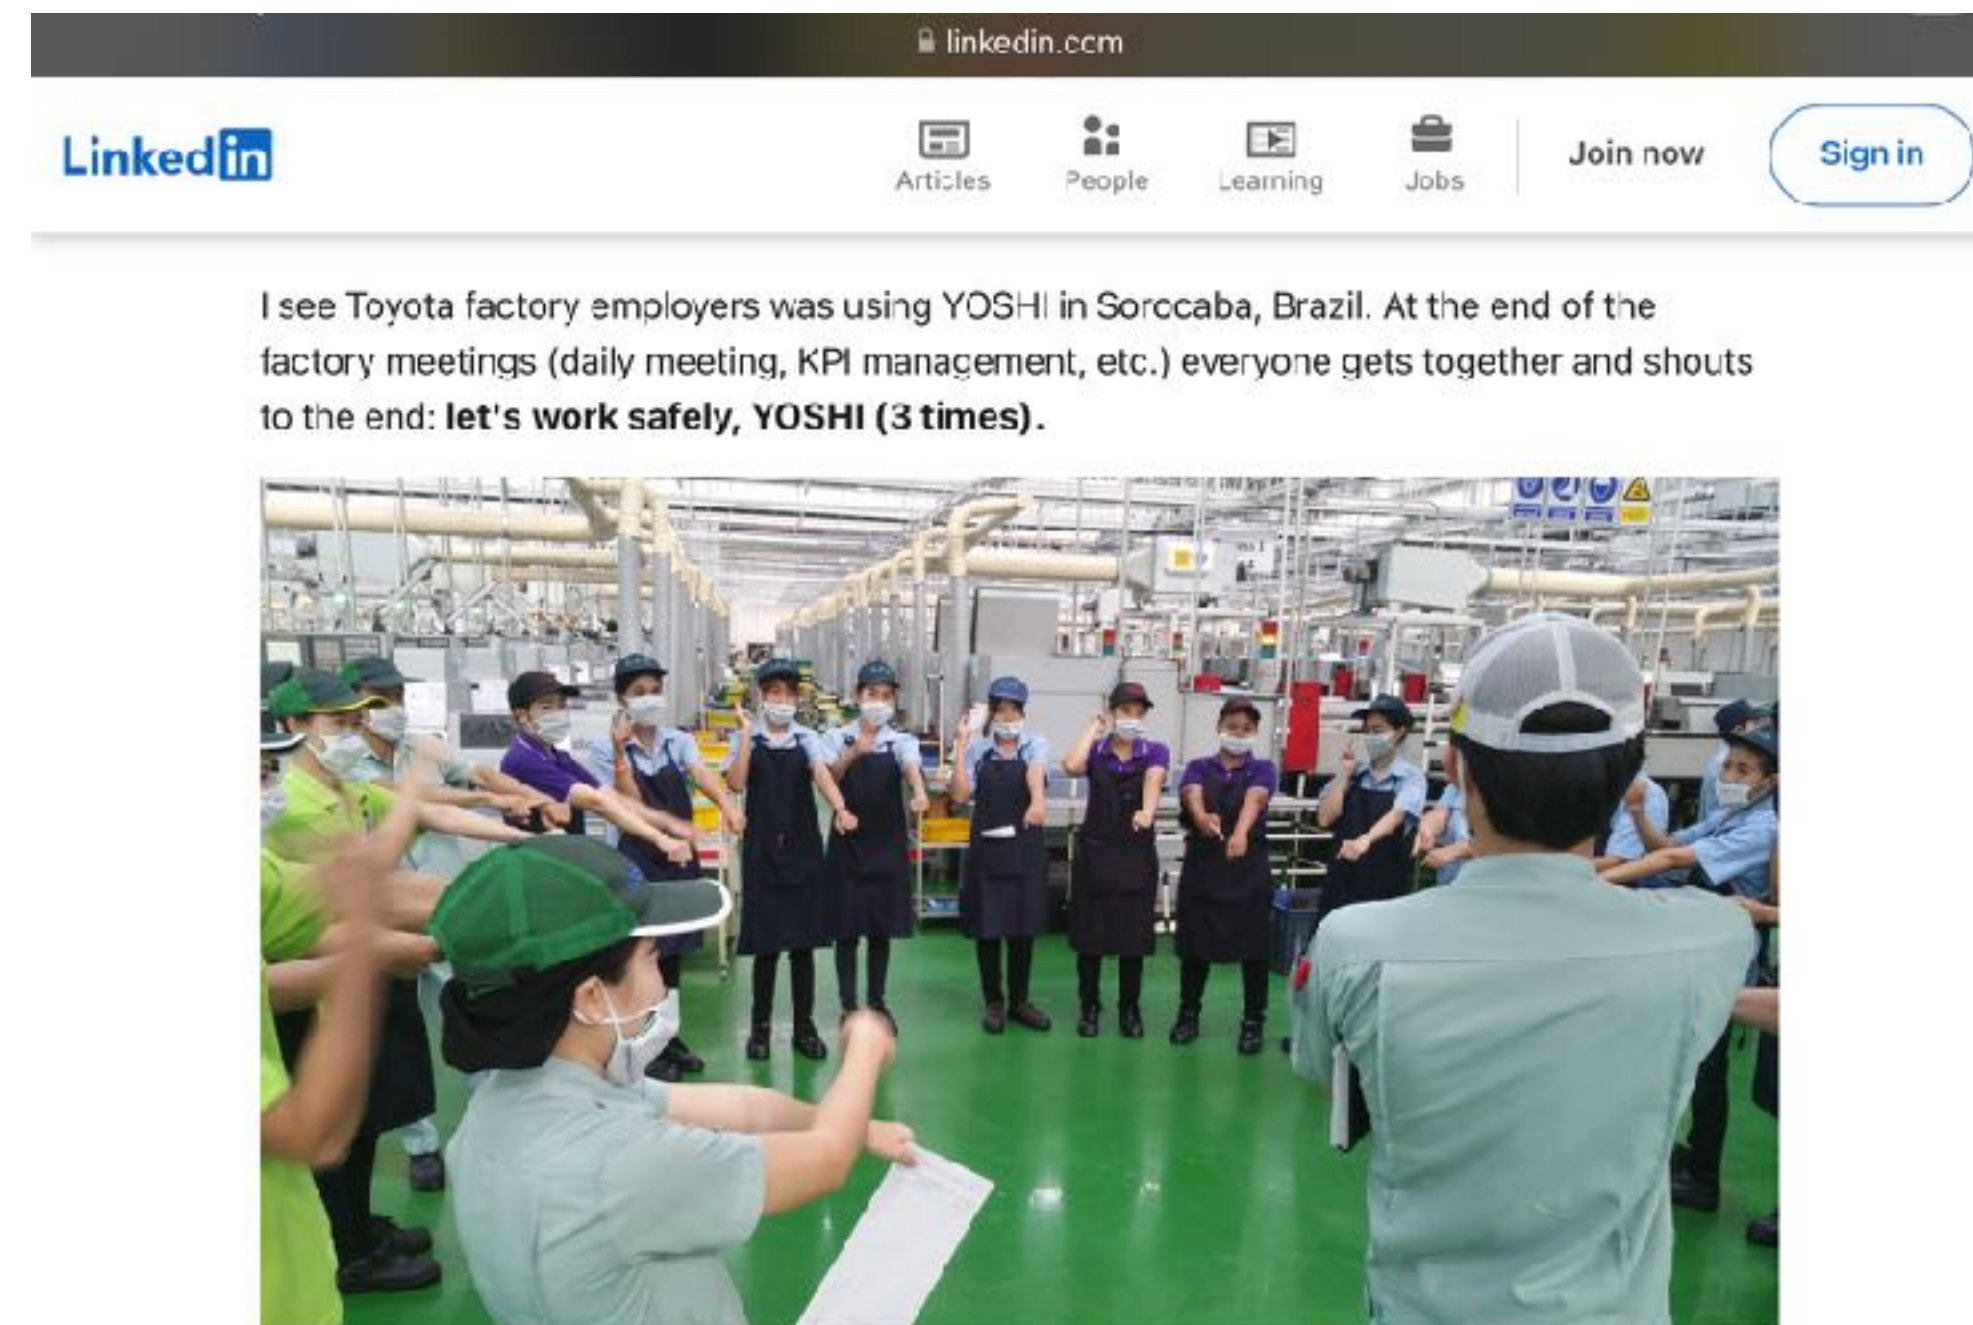 linkedin.com
Linkedin
Articles
People
Learning
Jobs
Join now
Sign in
I see Toyota factory employers was using YOSHI in Sorocaba, Brazil. At the end of the
factory meetings (daily meeting, KPI management, etc.) everyone gets together and shouts
to the end: let's work safely, YOSHI (3 times).